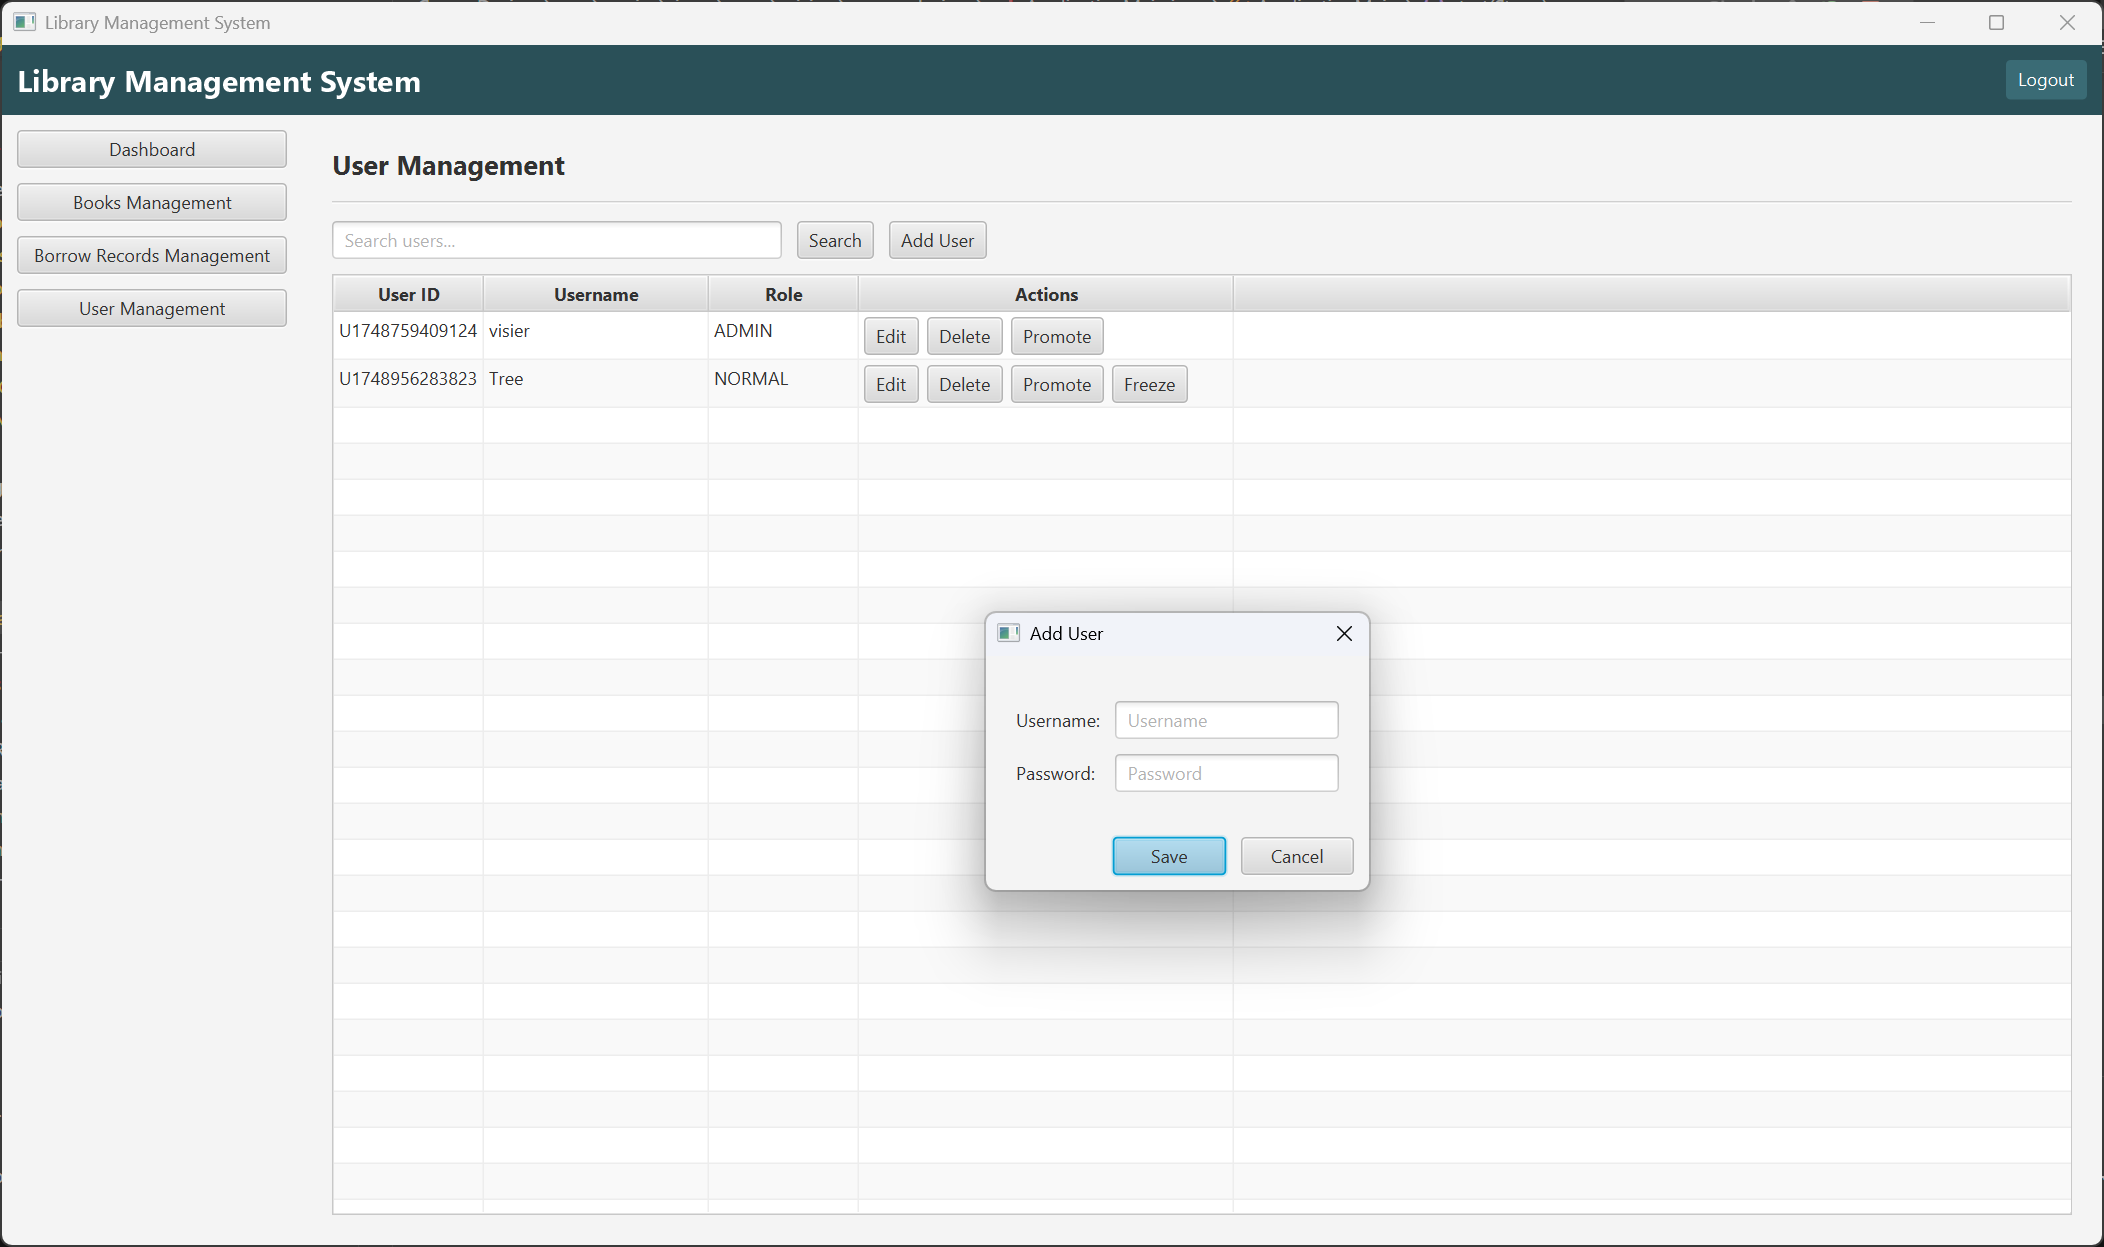 Library Management System
Library Management System
Logout
Dashboard
Books Management
Borrow Records Management
User Management
User Management
Search users...
Search
Add User
User ID Username Role Actions
U1748759409124 visier ADMIN Edit Delete Promote
U1748956283823 Tree NORMAL Edit Delete Promote Freeze
Add User
Username: Username
Password: Password
Save Cancel